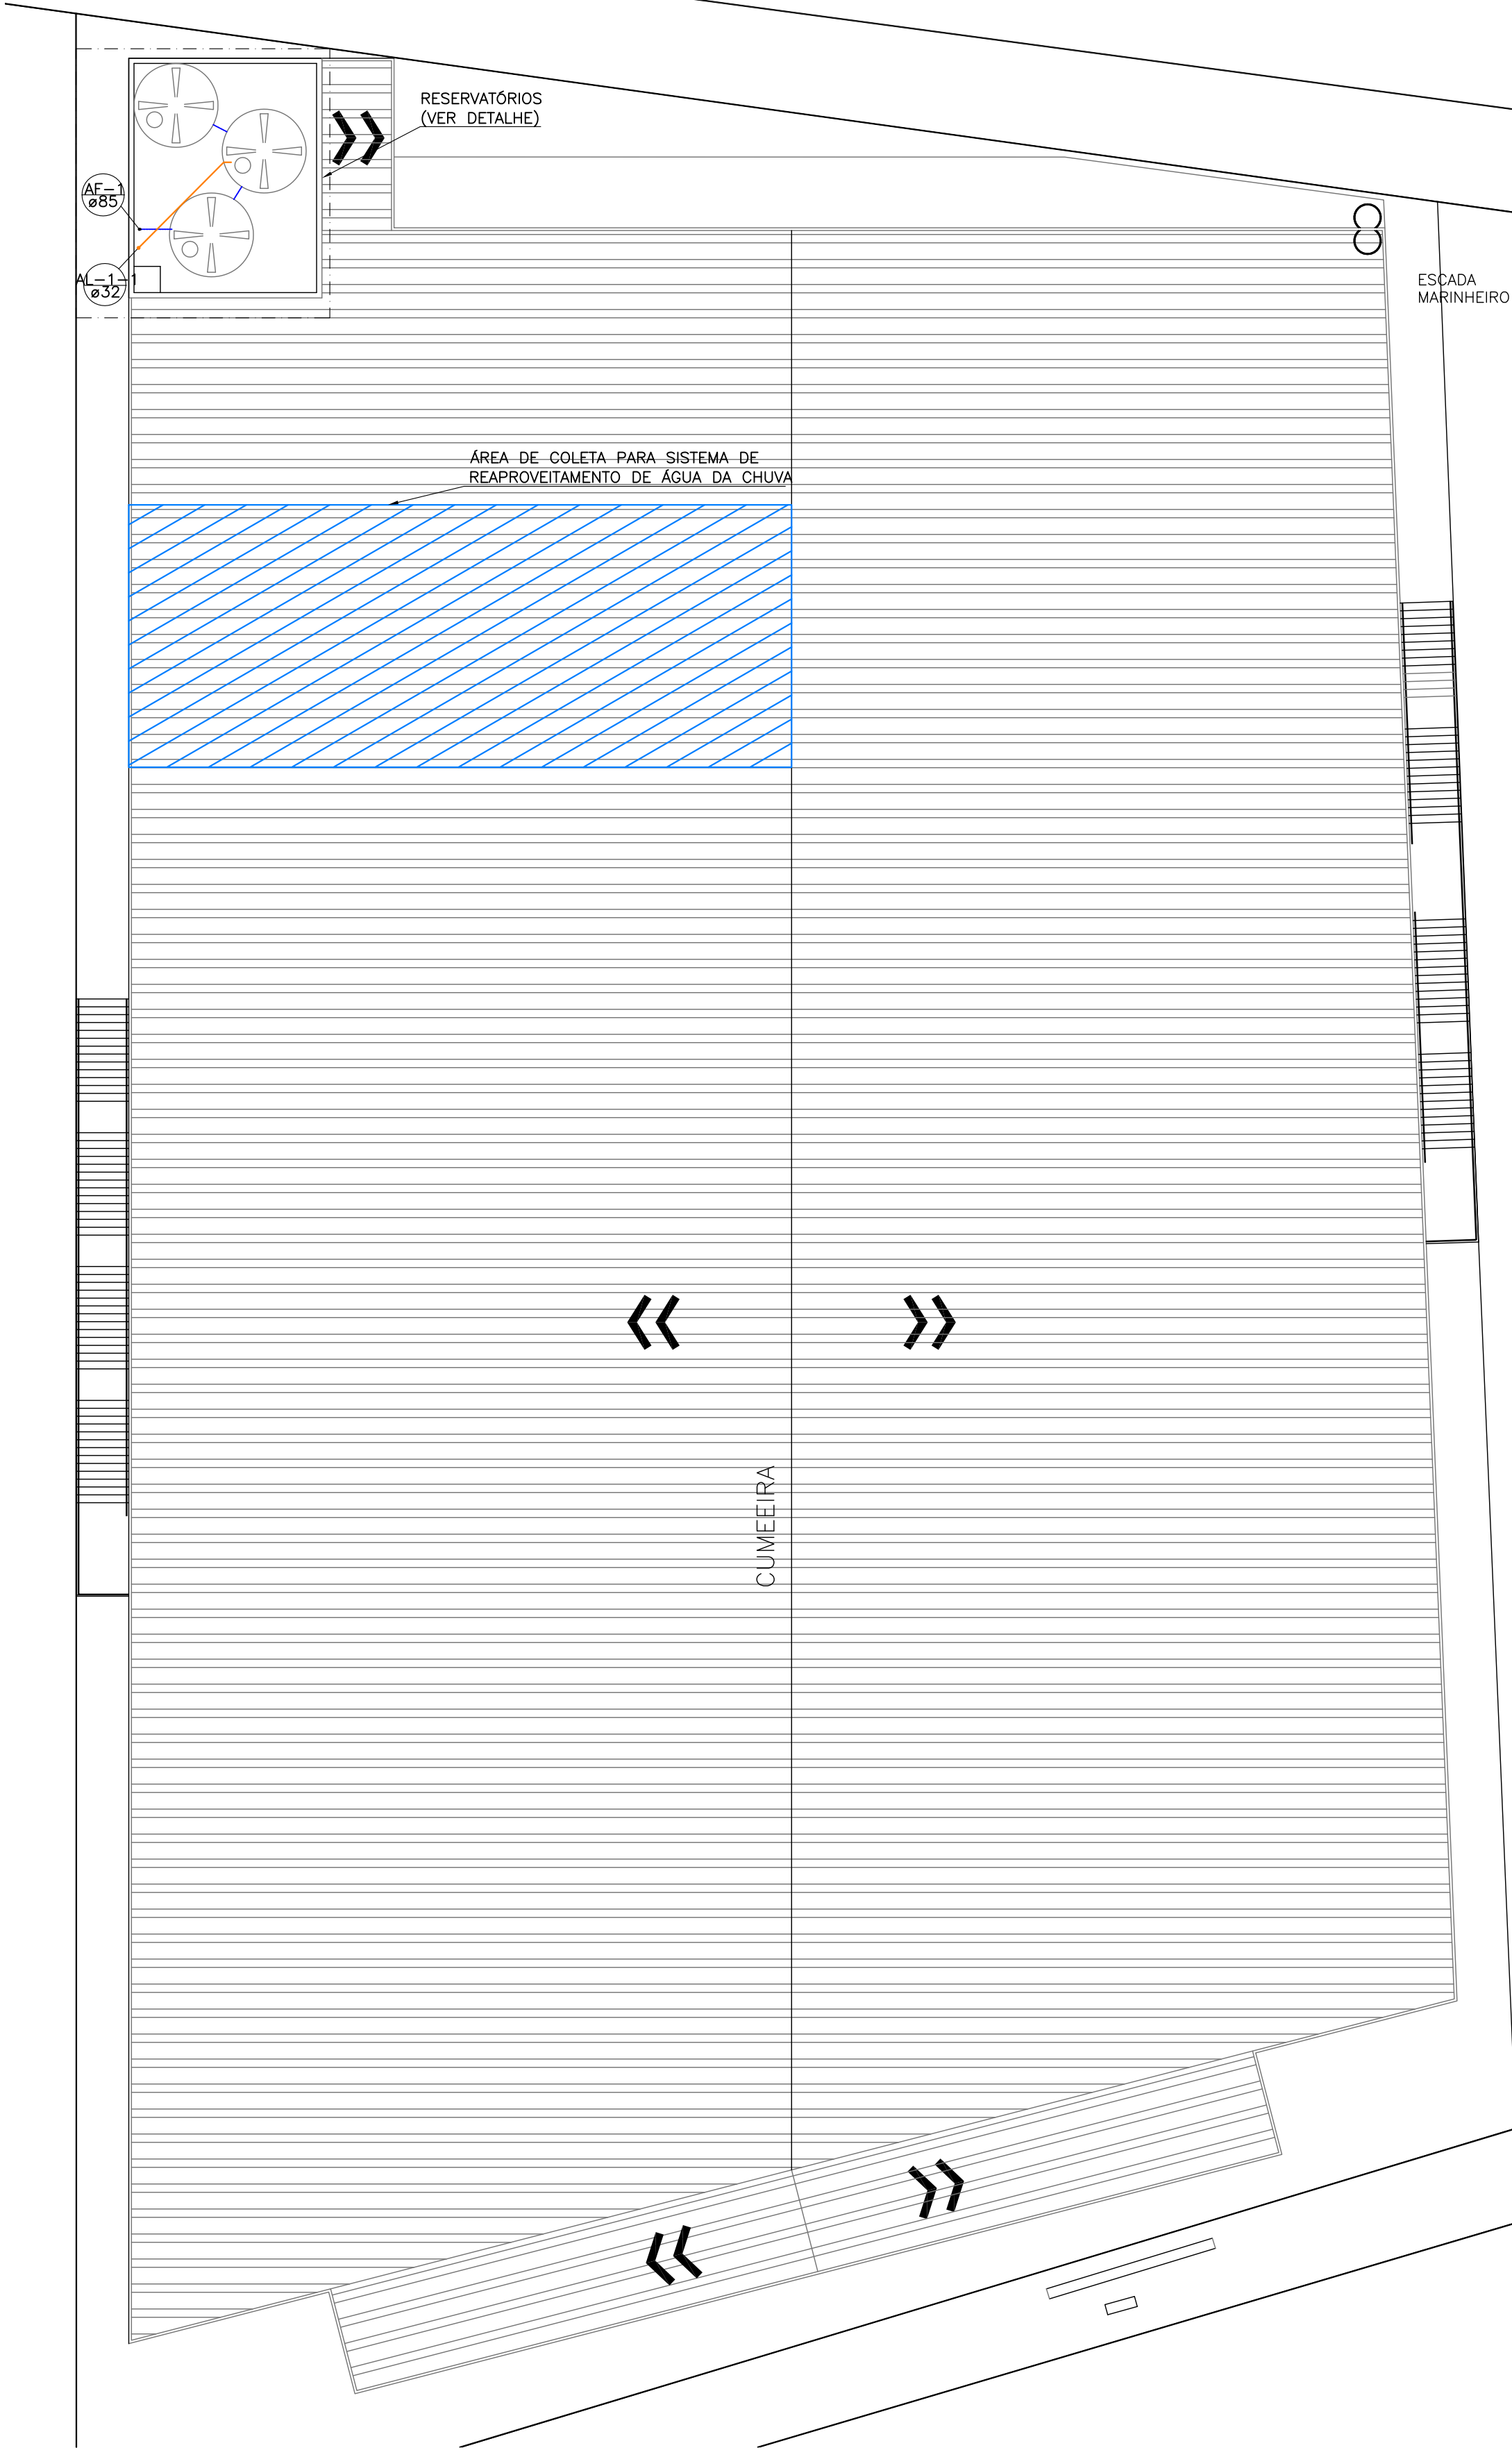 RESERVATÓRIOS
(VER DETALHE)
AF-1
ø85
AL-1-1
ø32
ESCADA
MARINHEIRO
ÁREA DE COLETA PARA SISTEMA DE
REAPROVEITAMENTO DE ÁGUA DA CHUVA
CUMEEIRA